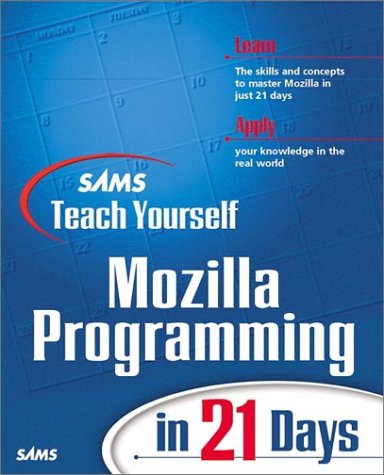 Learn
The skills and concepts
to master Mozilla in
just 21 days
Apply
your knowledge in the
real world
SAMS
Teach Yourself
Mozilla
Programming
in 21 Days
SAMS